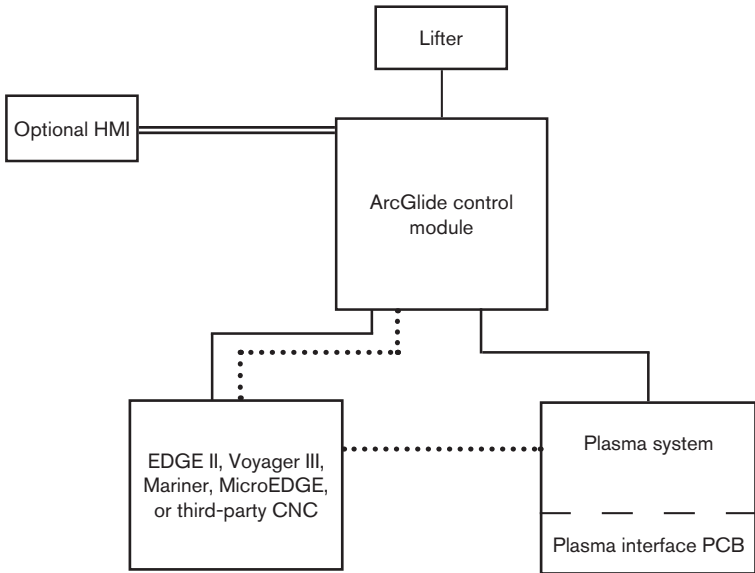 Lifter
Optional HMI
ArcGlide control
module
EDGE II, Voyager III,
Mariner, MicroEDGE,
or third-party CNC
Plasma system
Plasma interface PCB